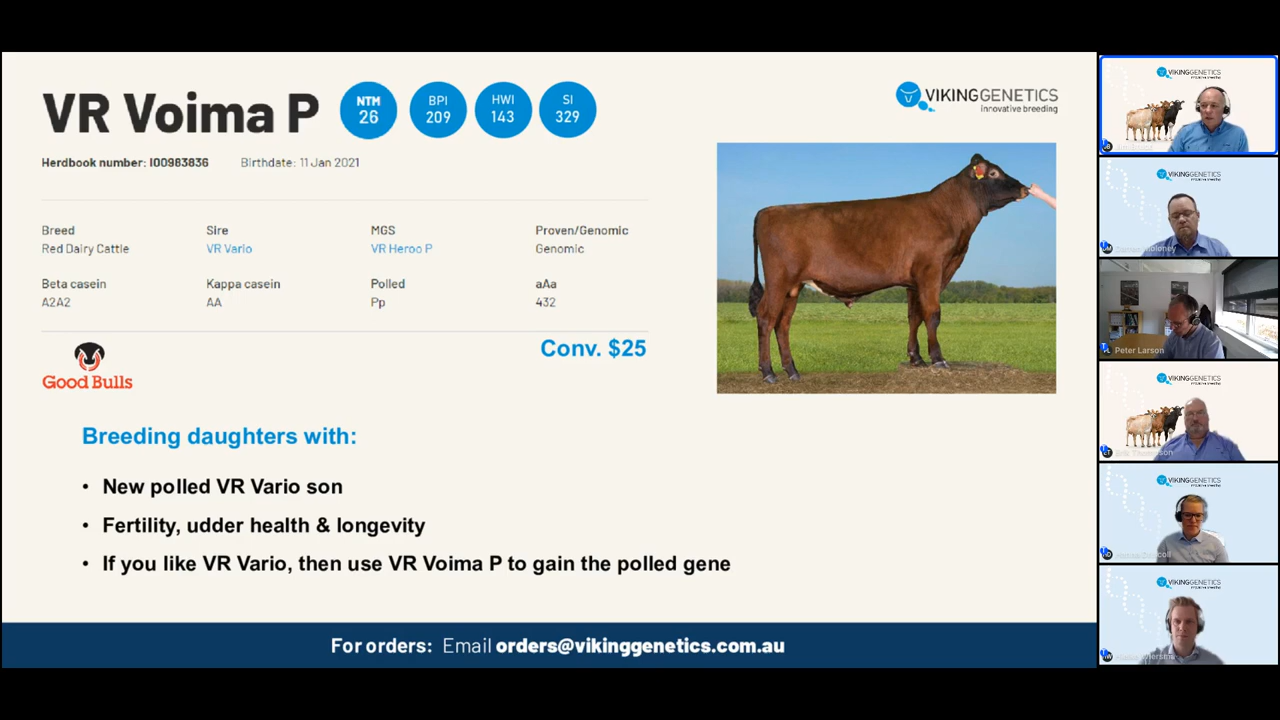 VR Voima P
NTM
26
BPI
209
HWI
143
SI
329
VIKINGGENETICS
innovative breeding
Herdbook number: I00983836
Birthdate: 11 Jan 2021
Breed
Red Dairy Cattle
Sire
VR Vario
MGS
VR Heroo P
Proven/Genomic
Genomic
Beta casein
A2A2
Kappa casein
AA
Polled
Pp
aAa
432
Conv. $25
Good Bulls
Breeding daughters with:
• New polled VR Vario son
• Fertility, udder health & longevity
• If you like VR Vario, then use VR Voima P to gain the polled gene
For orders: Email orders@vikinggenetics.com.au
VIKINGGENETICS
VIKINGGENETICS
Moloney
Peter Larson
VIKINGGENETICS
VIKINGGENETICS
VIKINGGENETICS